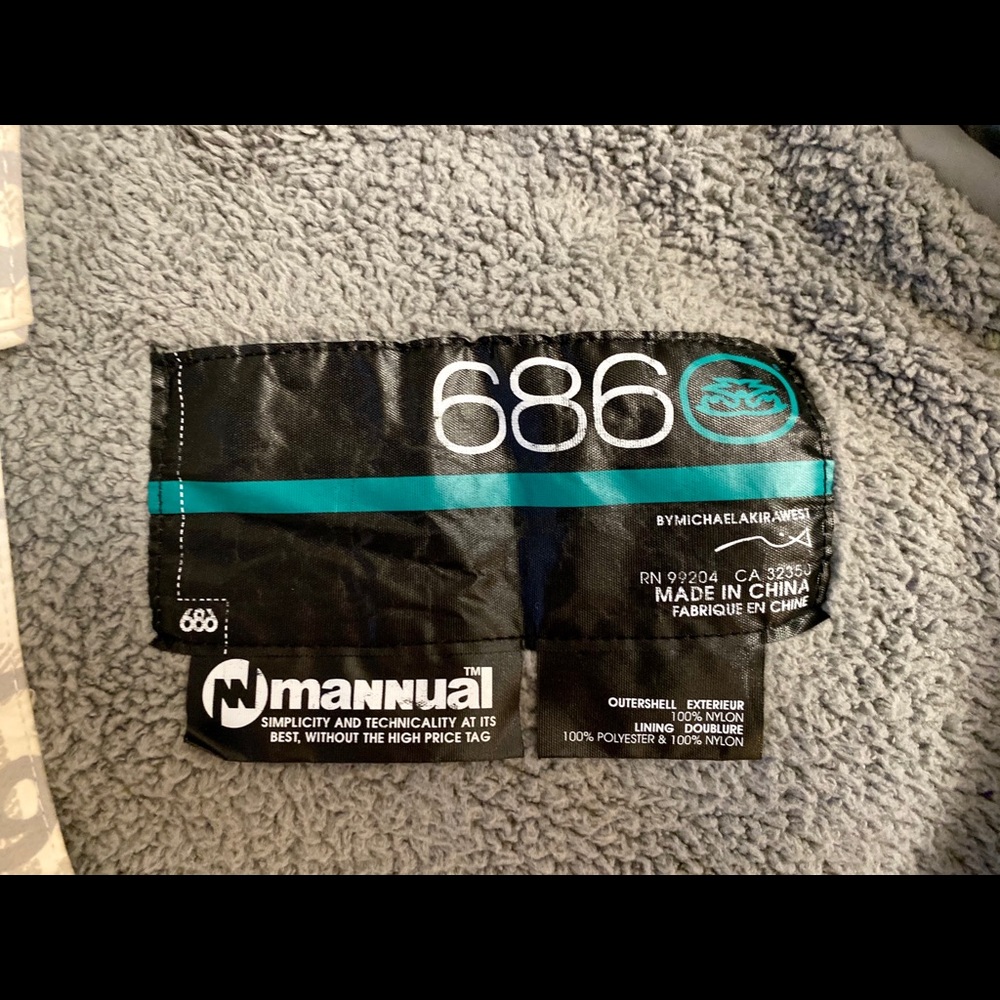 686
BYMICHAELAKIRAWEST
RN 99204 CA 32350
MADE IN CHINA
FABRIQUE EN CHINE
686
maNNual™
SIMPLICITY AND TECHNICALITY AT ITS
BEST, WITHOUT THE HIGH PRICE TAG
OUTERSHELL EXTERIEUR
100% NYLON
LINING DOUBLURE
100% POLYESTER & 100% NYLON